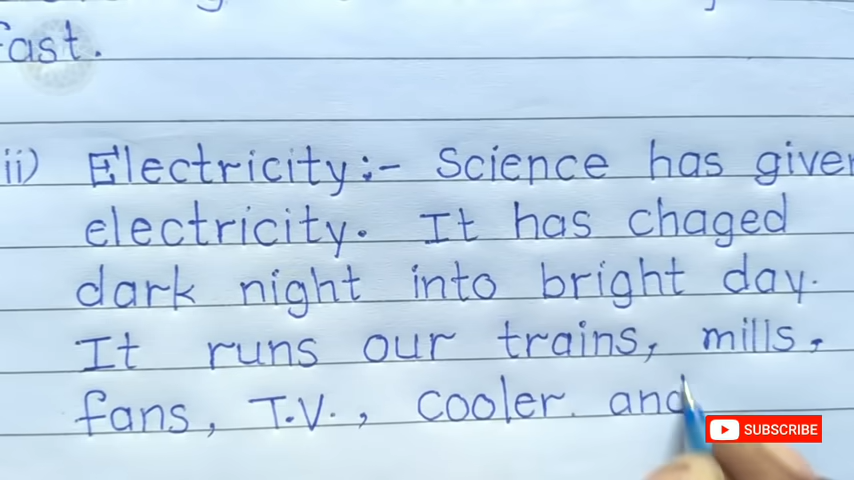 fast.
ii) Electricity:- Science has given
electricity. It has chaged
dark night into bright day.
It runs our trains, mills,
fans, T.V., cooler. and
SUBSCRIBE